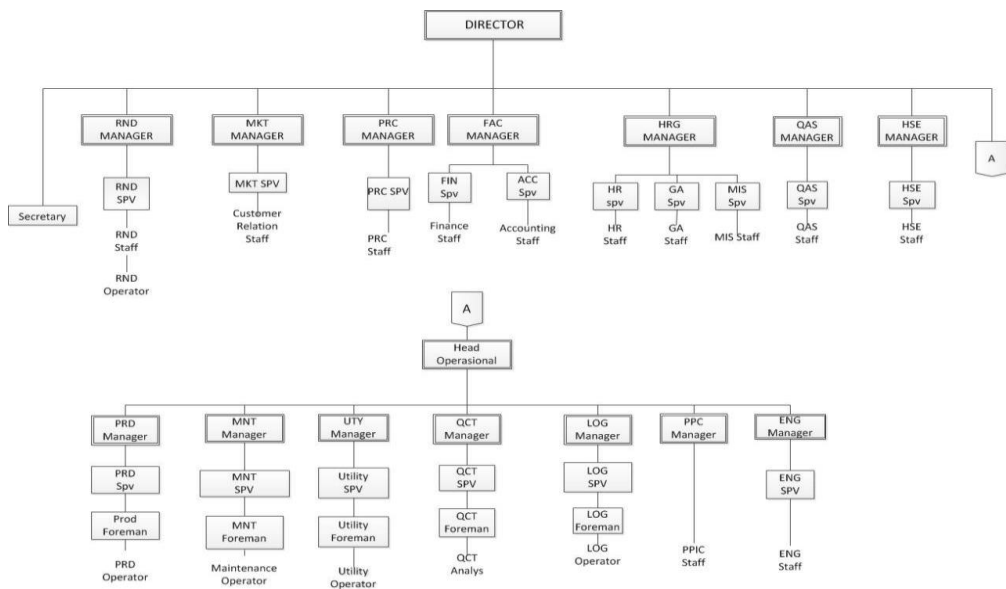 DIRECTOR
RND
MANAGER
MKT
MANAGER
PRC
MANAGER
FAC
MANAGER
HRG
MANAGER
QAS
MANAGER
HSE
MANAGER
A
Secretary
RND
SPV
MKT SPV
PRC SPV
FIN
Spv
ACC
Spv
HR
spv
GA
Spv
MIS
Spv
QAS
Spv
HSE
Spv
RND
Staff
Customer
Relation
Staff
PRC
Staff
Finance
Staff
Accounting
Staff
HR
Staff
GA
Staff
MIS Staff
QAS
Staff
HSE
Staff
RND
Operator
A
Head
Operasional
PRD
Manager
MNT
Manager
UTY
Manager
QCT
Manager
LOG
Manager
PPC
Manager
ENG
Manager
PRD
Spv
MNT
SPV
Utility
SPV
QCT
SPV
LOG
SPV
ENG
SPV
Prod
Foreman
MNT
Foreman
Utility
Foreman
QCT
Foreman
LOG
Foreman
PRD
Operator
Maintenance
Operator
Utility
Operator
QCT
Analys
LOG
Operator
PPIC
Staff
ENG
Staff